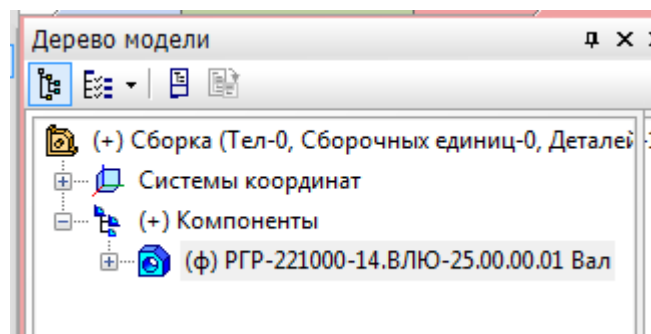 Дерево модели
(+) Сборка (Тел-0, Сборочных единиц-0, Деталей-
Системы координат
(+) Компоненты
(ф) РГР-221000-14.ВЛЮ-25.00.00.01 Вал